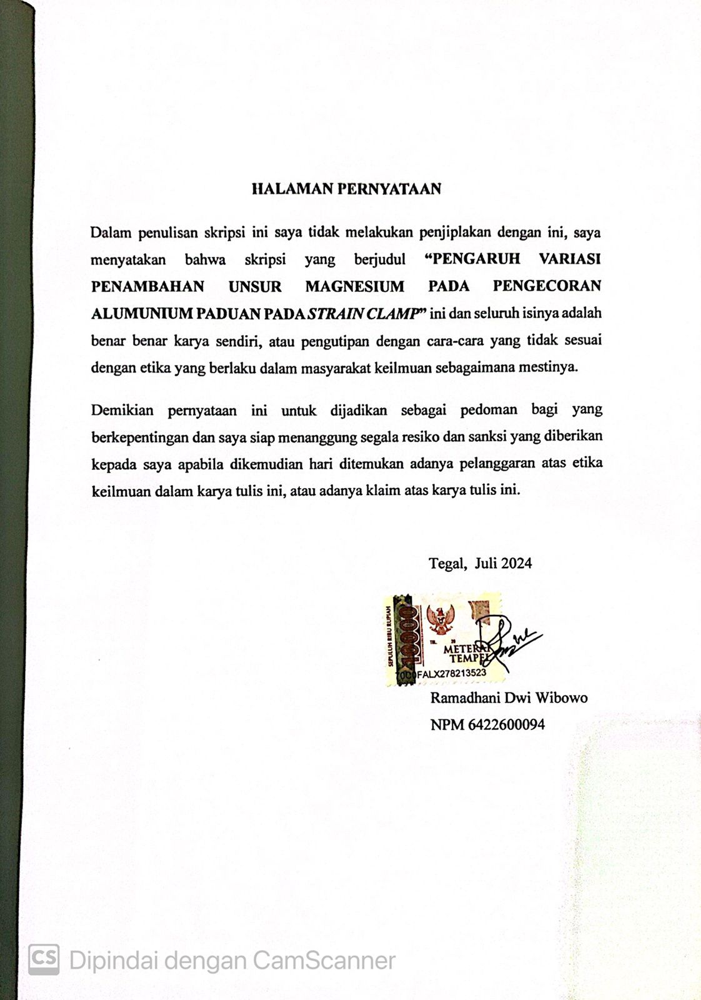 HALAMAN PERNYATAAN
Dalam penulisan skripsi ini saya tidak melakukan penjiplakan dengan ini, saya
menyatakan bahwa skripsi yang berjudul “PENGARUH VARIASI
PENAMBAHAN UNSUR MAGNESIUM PADA PENGECORAN
ALUMUNIUM PADUAN PADA STRAIN CLAMP” ini dan seluruh isinya adalah
benar benar karya sendiri, atau pengutipan dengan cara-cara yang tidak sesuai
dengan etika yang berlaku dalam masyarakat keilmuan sebagaimana mestinya.
Demikian pernyataan ini untuk dijadikan sebagai pedoman bagi yang
berkepentingan dan saya siap menanggung segala resiko dan sanksi yang diberikan
kepada saya apabila dikemudian hari ditemukan adanya pelanggaran atas etika
keilmuan dalam karya tulis ini, atau adanya klaim atas karya tulis ini.
Tegal, Juli 2024
SEPULUH RIBU RUPIAH
10000
TGL. 20
METERAI
TEMPEL
FALX278213523
Ramadhani Dwi Wibowo
NPM 6422600094
CS Dipindai dengan CamScanner